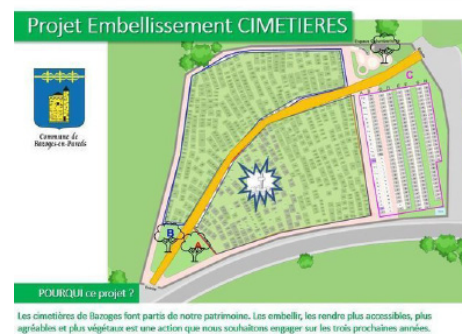 Projet Embellissement CIMETIERES
C
Commune de
Bazoges-en-Pareds
B
A
POURQUOI ce projet ?
Les cimetières de Bazoges font partis de notre patrimoine. Les embellir, les rendre plus accessibles, plus
agréables et plus végétaux est une action que nous souhaitons engager sur les trois prochaines années.